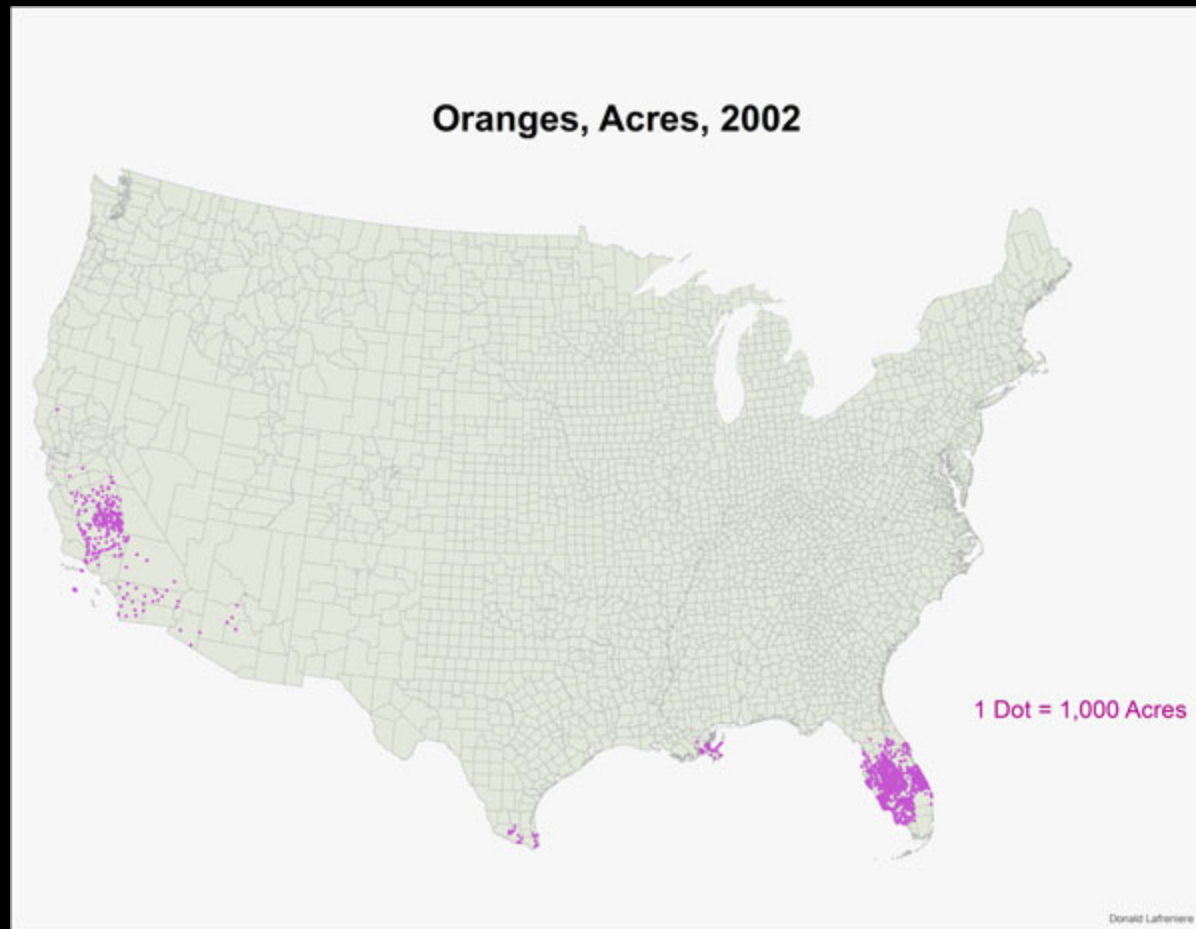 Oranges, Acres, 2002
1 Dot = 1,000 Acres
Donald Lafreniere